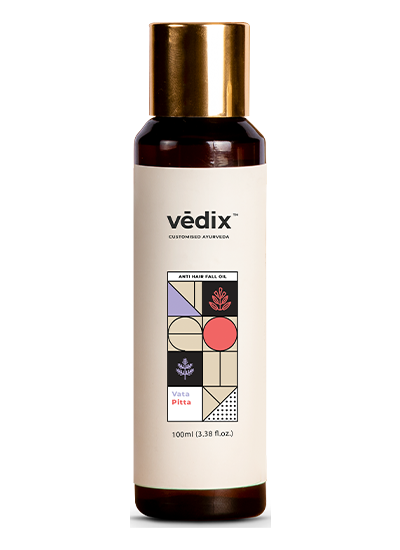 vēdix™
CUSTOMISED AYURVEDA
ANTI HAIR FALL OIL
Vata
Pitta
100ml (3.38 fl.oz.)